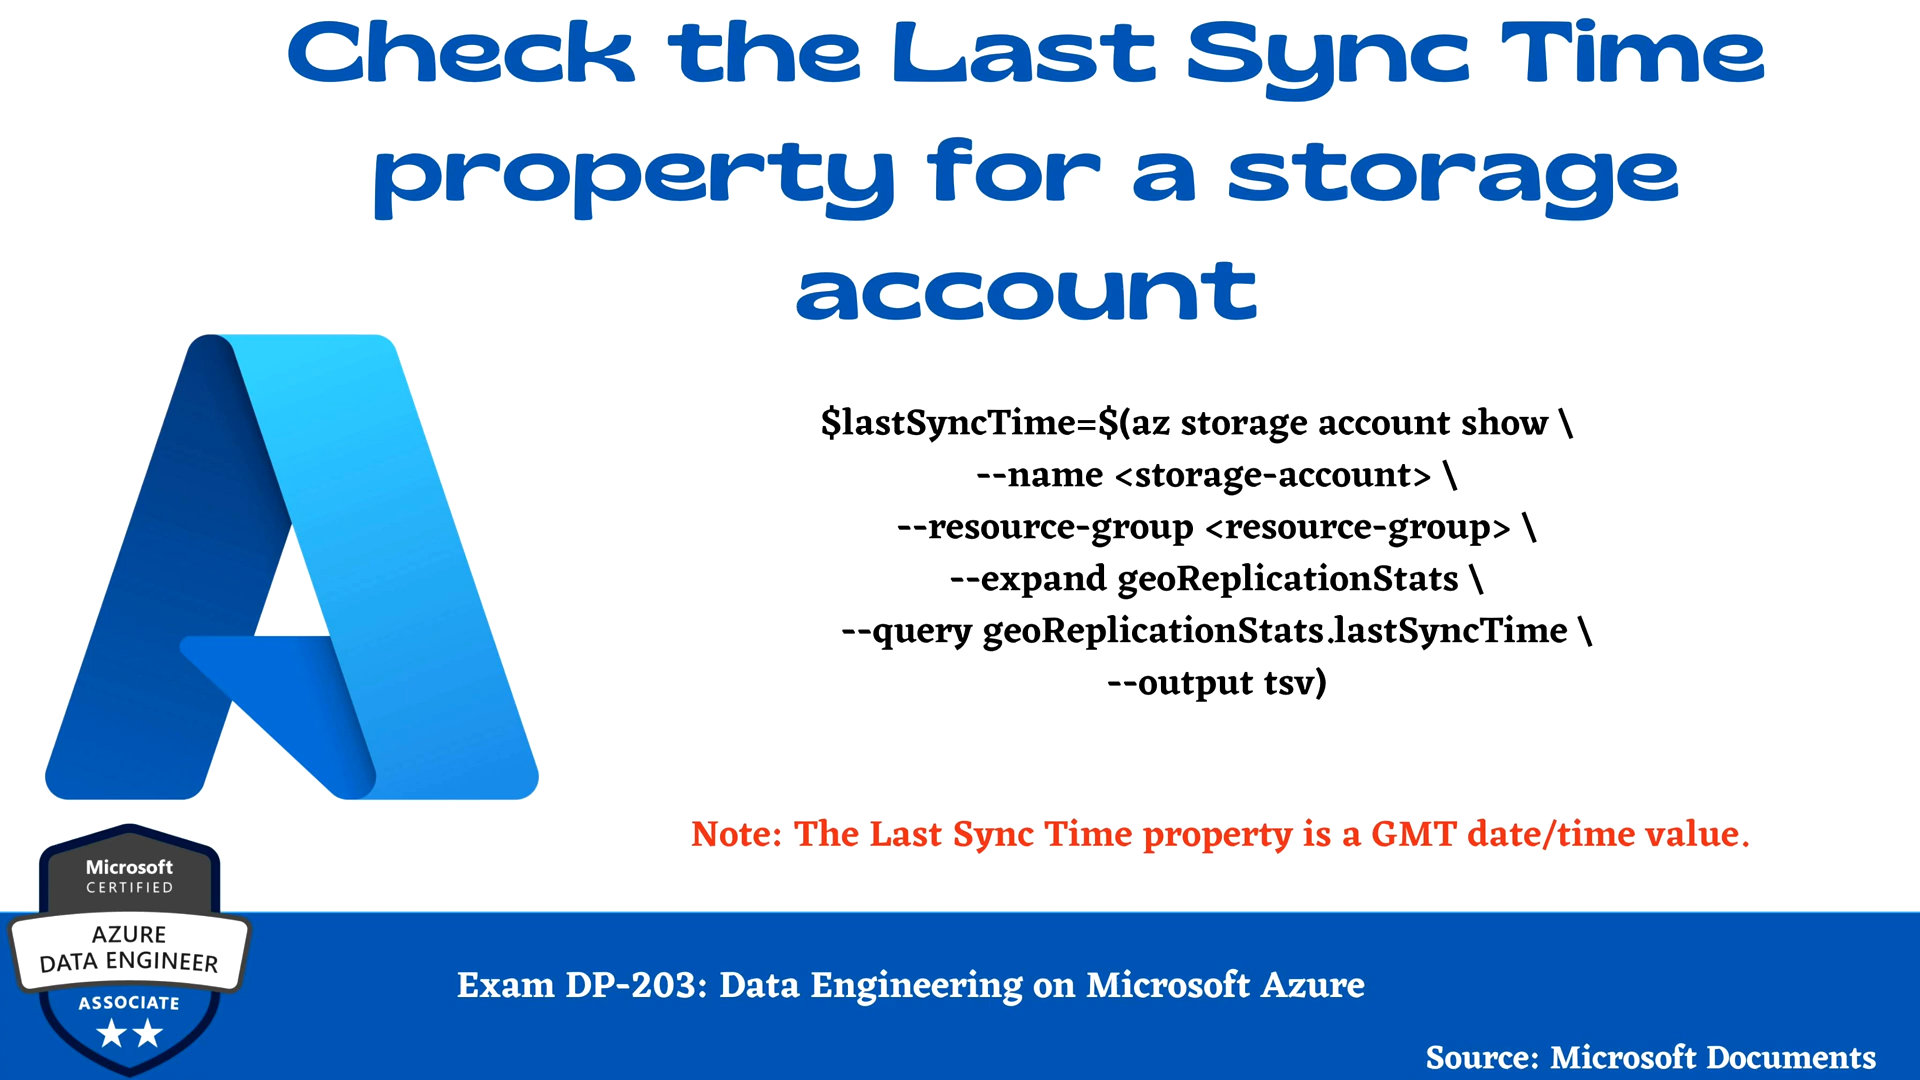 Check the Last Sync Time
property for a storage
account
$lastSyncTime=$(az storage account show \
--name <storage-account> \
--resource-group <resource-group> \
--expand geoReplicationStats \
--query geoReplicationStats.lastSyncTime \
--output tsv)
Note: The Last Sync Time property is a GMT date/time value.
Microsoft
CERTIFIED
AZURE
DATA ENGINEER
ASSOCIATE
Exam DP-203: Data Engineering on Microsoft Azure
Source: Microsoft Documents